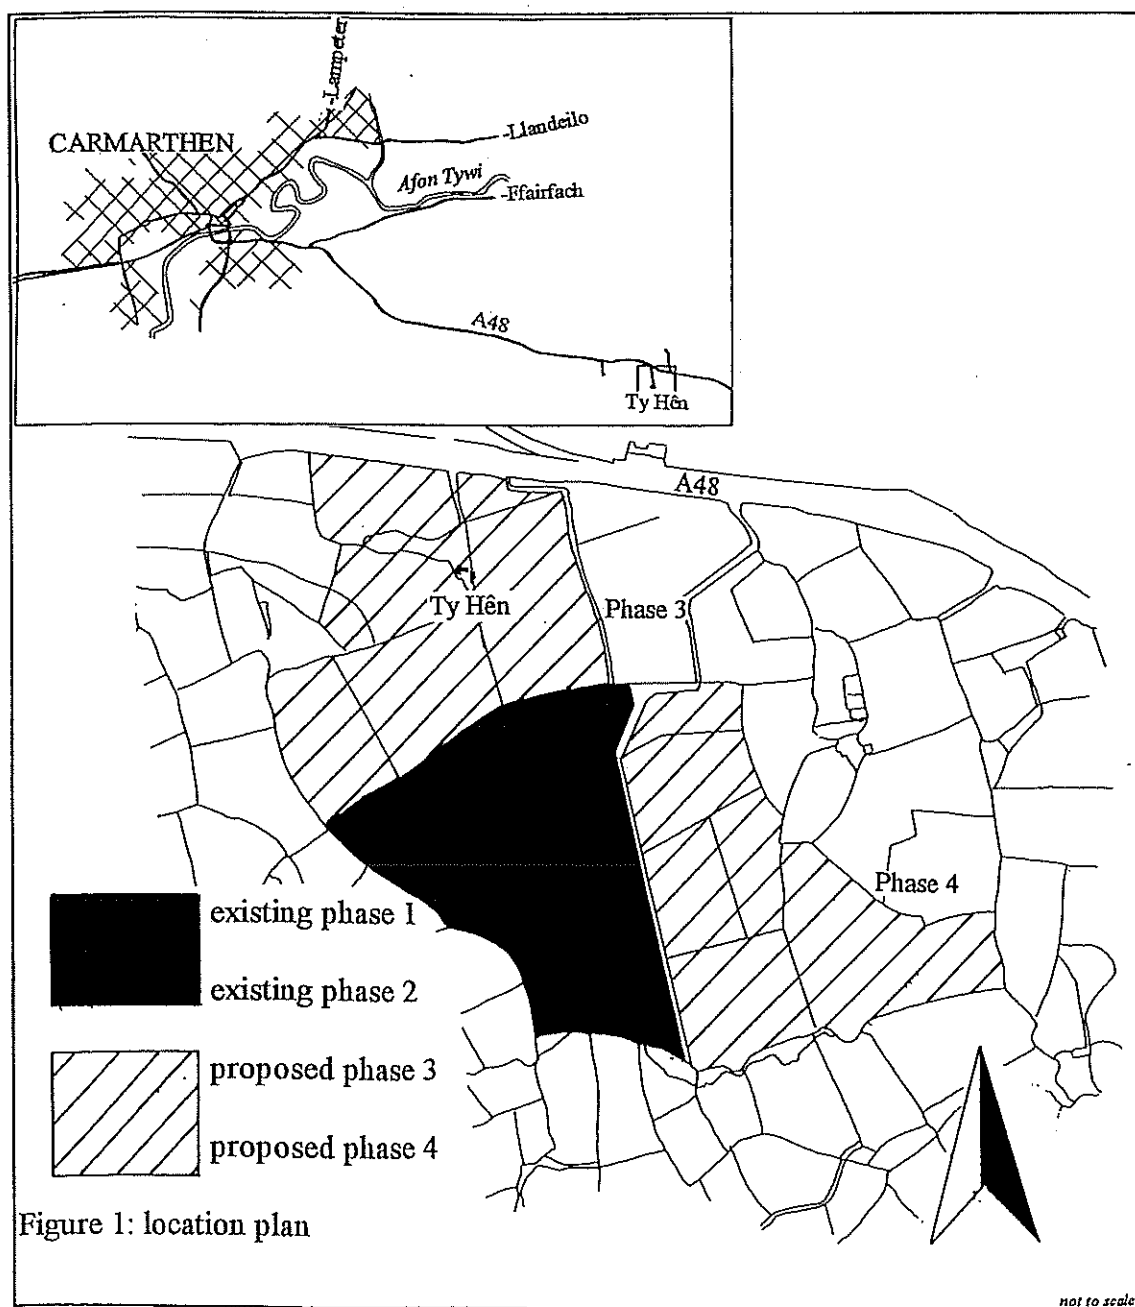 -Lampeter
CARMARTHEN
-Llandeilo
Afon Tywi
-Ffairfach
A48
Ty Hên
A48
Ty Hên
Phase 3
Phase 4
existing phase 1
existing phase 2
proposed phase 3
proposed phase 4
Figure 1: location plan
not to scale